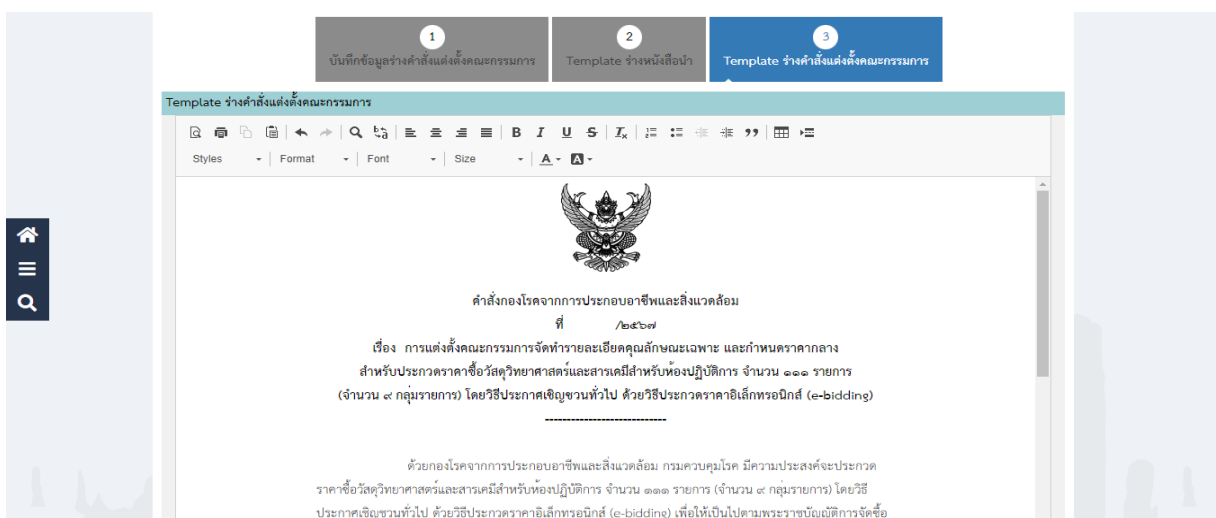 1
บันทึกข้อมูลร่างคำสั่งแต่งตั้งคณะกรรมการ
2
Template ร่างหนังสือนำ
3
Template ร่างคำสั่งแต่งตั้งคณะกรรมการ
Template ร่างคำสั่งแต่งตั้งคณะกรรมการ
Styles Format Font Size
คำสั่งกองโรคจากการประกอบอาชีพและสิ่งแวดล้อม
ที่ /๒๕๖๗
เรื่อง การแต่งตั้งคณะกรรมการจัดทำรายละเอียดคุณลักษณะเฉพาะ และกำหนดราคากลาง
สำหรับประกวดราคาซื้อวัสดุวิทยาศาสตร์และสารเคมีสำหรับห้องปฏิบัติการ จำนวน ๑๑๑ รายการ
(จำนวน ๙ กลุ่มรายการ) โดยวิธีประกาศเชิญชวนทั่วไป ด้วยวิธีประกวดราคาอิเล็กทรอนิกส์ (e-bidding)
----------------------------
ด้วยกองโรคจากการประกอบอาชีพและสิ่งแวดล้อม กรมควบคุมโรค มีความประสงค์จะประกวด
ราคาซื้อวัสดุวิทยาศาสตร์และสารเคมีสำหรับห้องปฏิบัติการ จำนวน ๑๑๑ รายการ (จำนวน ๙ กลุ่มรายการ) โดยวิธี
ประกาศเชิญชวนทั่วไป ด้วยวิธีประกวดราคาอิเล็กทรอนิกส์ (e-bidding) เพื่อให้เป็นไปตามพระราชบัญญัติการจัดซื้อ